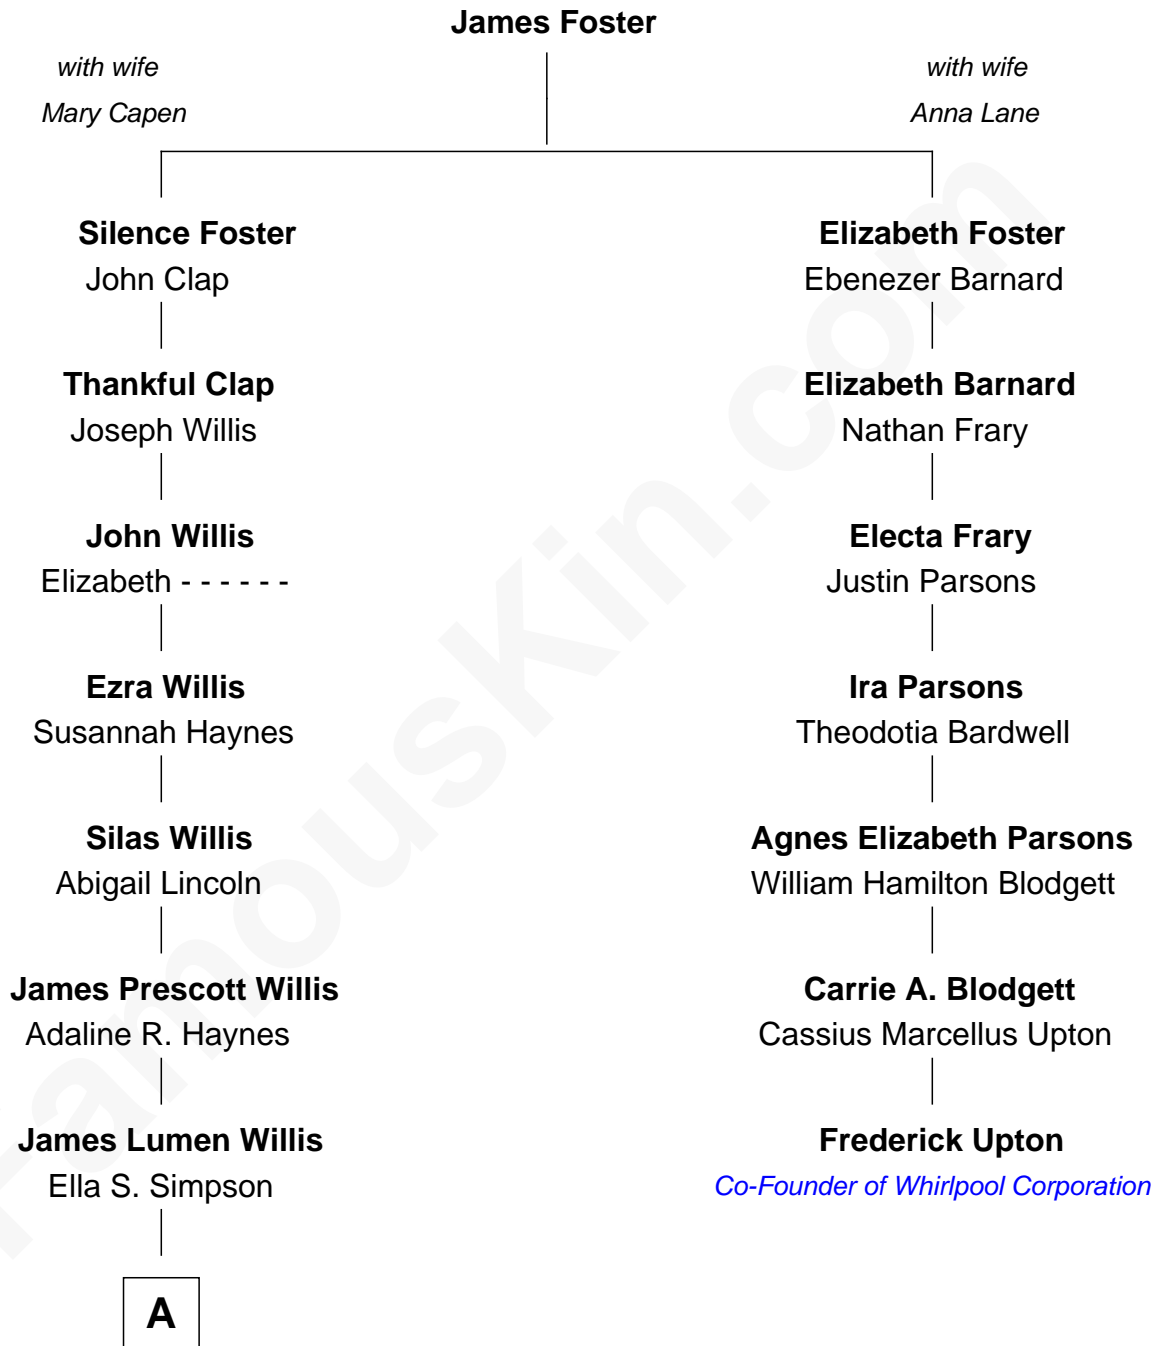 James Foster
with wife
Mary Capen
with wife
Anna Lane
Silence Foster
John Clap
Elizabeth Foster
Ebenezer Barnard
Thankful Clap
Joseph Willis
Elizabeth Barnard
Nathan Frary
John Willis
Elizabeth - - - - - -
Electa Frary
Justin Parsons
Ezra Willis
Susannah Haynes
Ira Parsons
Theodotia Bardwell
Silas Willis
Abigail Lincoln
Agnes Elizabeth Parsons
William Hamilton Blodgett
James Prescott Willis
Adaline R. Haynes
Carrie A. Blodgett
Cassius Marcellus Upton
James Lumen Willis
Ella S. Simpson
Frederick Upton
Co-Founder of Whirlpool Corporation
A
FamousKin.com